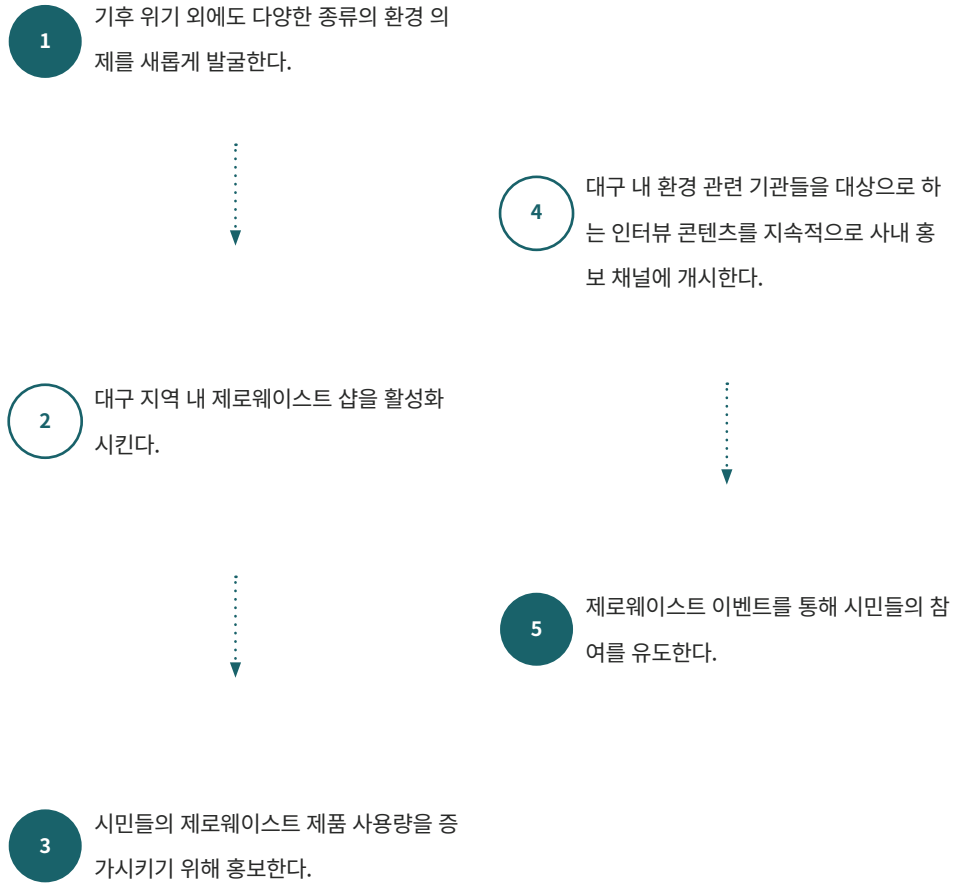 1
기후 위기 외에도 다양한 종류의 환경 의
제를 새롭게 발굴한다.
2
대구 지역 내 제로웨이스트 샵을 활성화
시킨다.
3
시민들의 제로웨이스트 제품 사용량을 증
가시키기 위해 홍보한다.
4
대구 내 환경 관련 기관들을 대상으로 하
는 인터뷰 콘텐츠를 지속적으로 사내 홍
보 채널에 개시한다.
5
제로웨이스트 이벤트를 통해 시민들의 참
여를 유도한다.